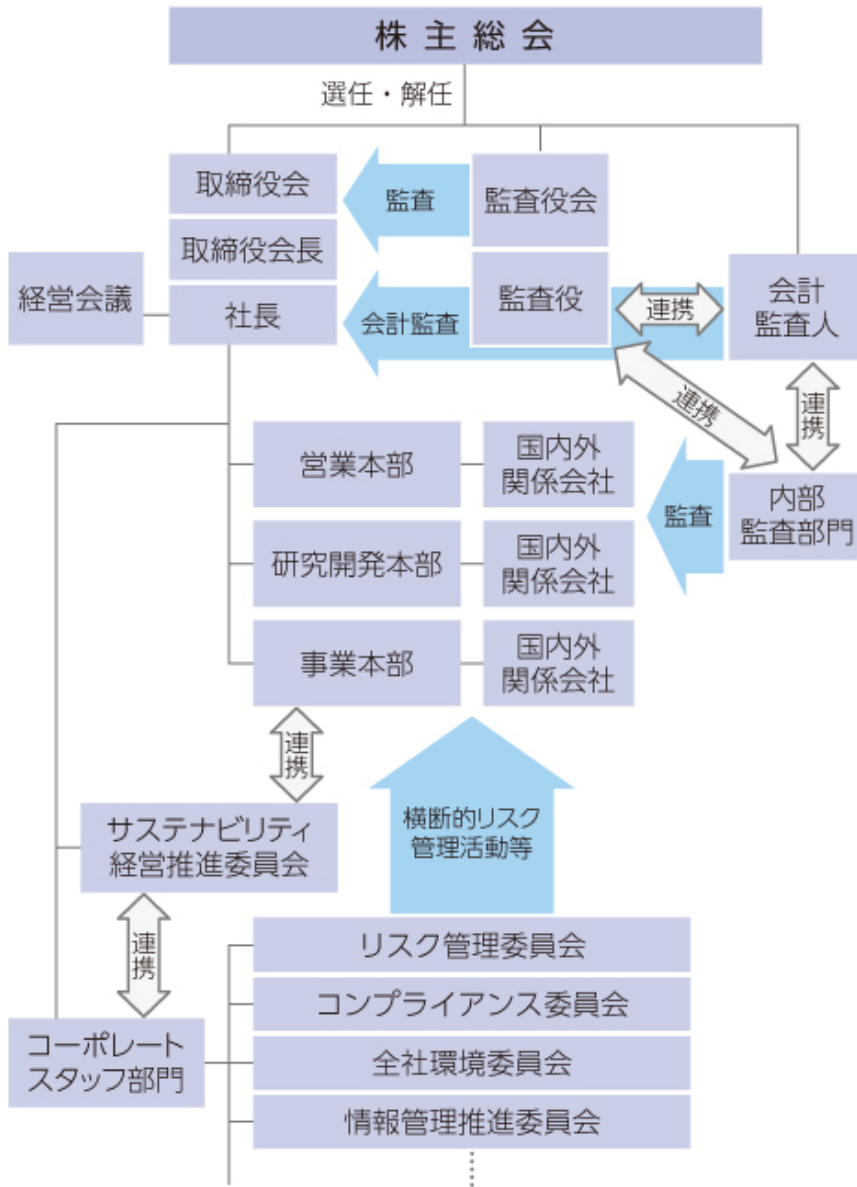 株主総会
選任・解任
取締役会
監査
監査役会
取締役会長
経営会議
社長
会計監査
監査役
連携
会計
監査人
連携
連携
営業本部
国内外
関係会社
監査
内部
監査部門
研究開発本部
国内外
関係会社
事業本部
国内外
関係会社
連携
サステナビリティ
経営推進委員会
横断的リスク
管理活動等
連携
リスク管理委員会
コンプライアンス委員会
コーポレート
スタッフ部門
全社環境委員会
情報管理推進委員会